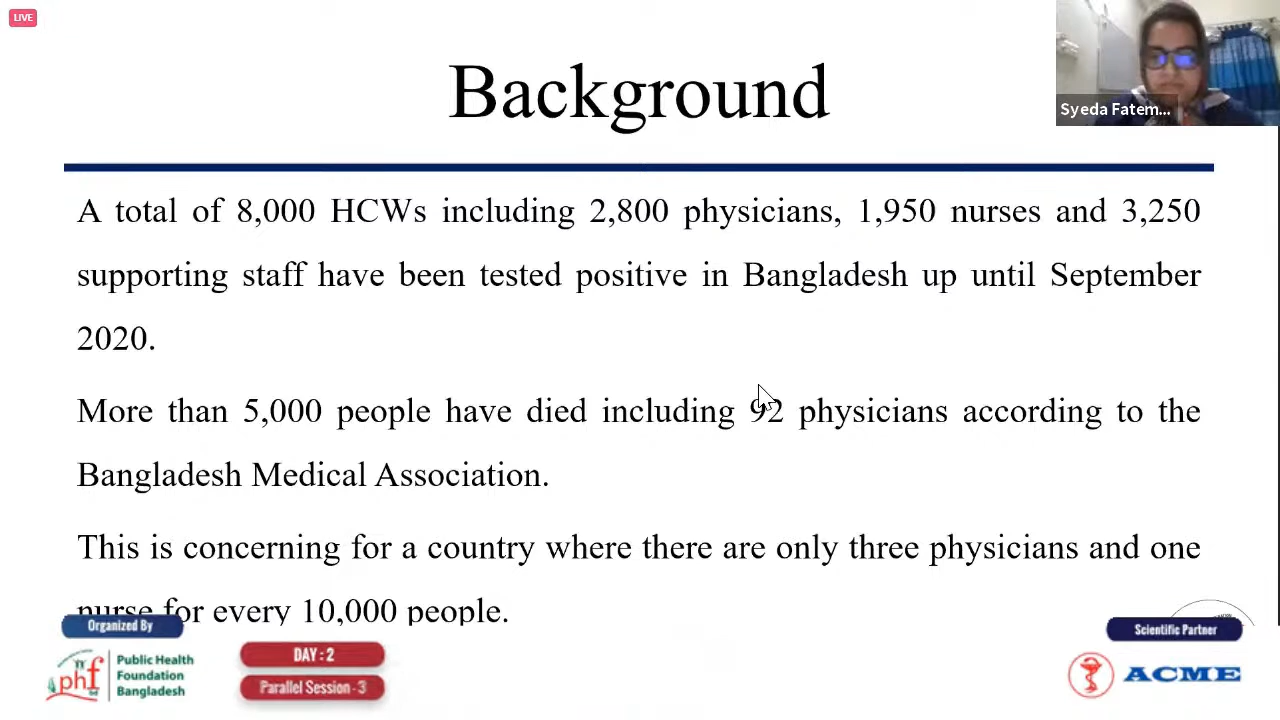 LIVE
Background
Syeda Fatem...
A total of 8,000 HCWs including 2,800 physicians, 1,950 nurses and 3,250
supporting staff have been tested positive in Bangladesh up until September
2020.
More than 5,000 people have died including 92 physicians according to the
Bangladesh Medical Association.
This is concerning for a country where there are only three physicians and one
nurse for every 10,000 people.
Organized By
phf
Public Health
Foundation
Bangladesh
DAY : 2
Parallel Session - 3
Scientific Partner
ACME